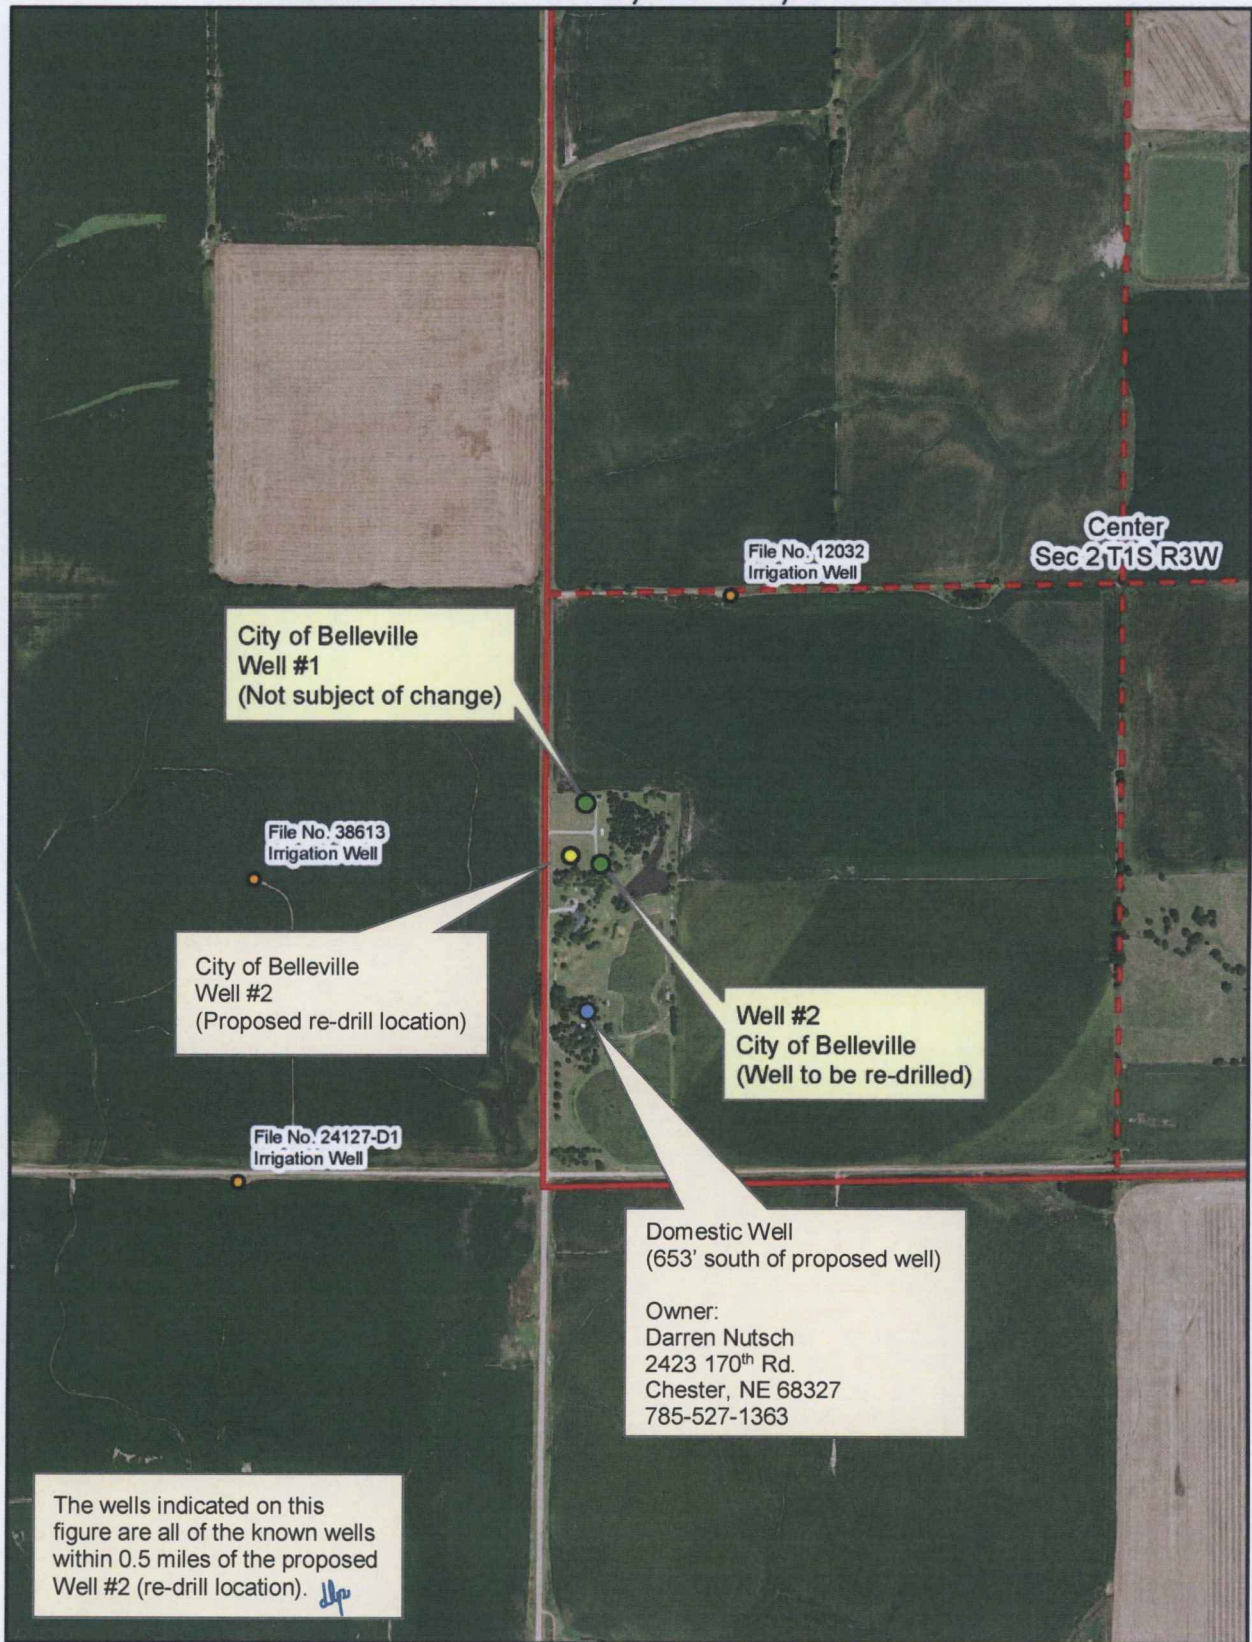 File No. 12032
Irrigation Well
Center
Sec 2 T1S R3W
City of Belleville
Well #1
(Not subject of change)
File No. 38613
Irrigation Well
City of Belleville
Well #2
(Proposed re-drill location)
Well #2
City of Belleville
(Well to be re-drilled)
File No. 24127-D1
Irrigation Well
Domestic Well
(653' south of proposed well)
Owner:
Darren Nutsch
2423 170th Rd.
Chester, NE 68327
785-527-1363
The wells indicated on this
figure are all of the known wells
within 0.5 miles of the proposed
Well #2 (re-drill location).